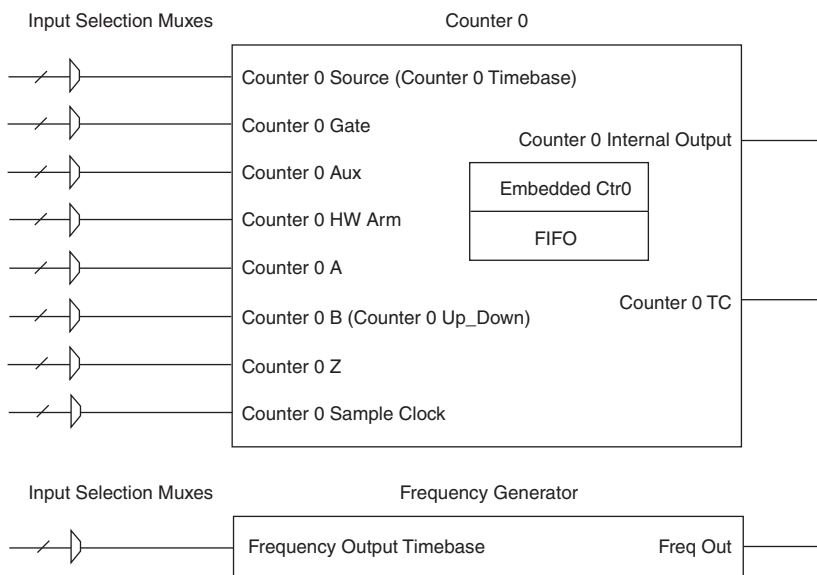 Input Selection Muxes
Counter 0
Counter 0 Source (Counter 0 Timebase)
Counter 0 Gate
Counter 0 Internal Output
Counter 0 Aux
Embedded Ctr0
Counter 0 HW Arm
FIFO
Counter 0 A
Counter 0 TC
Counter 0 B (Counter 0 Up_Down)
Counter 0 Z
Counter 0 Sample Clock
Input Selection Muxes
Frequency Generator
Frequency Output Timebase
Freq Out